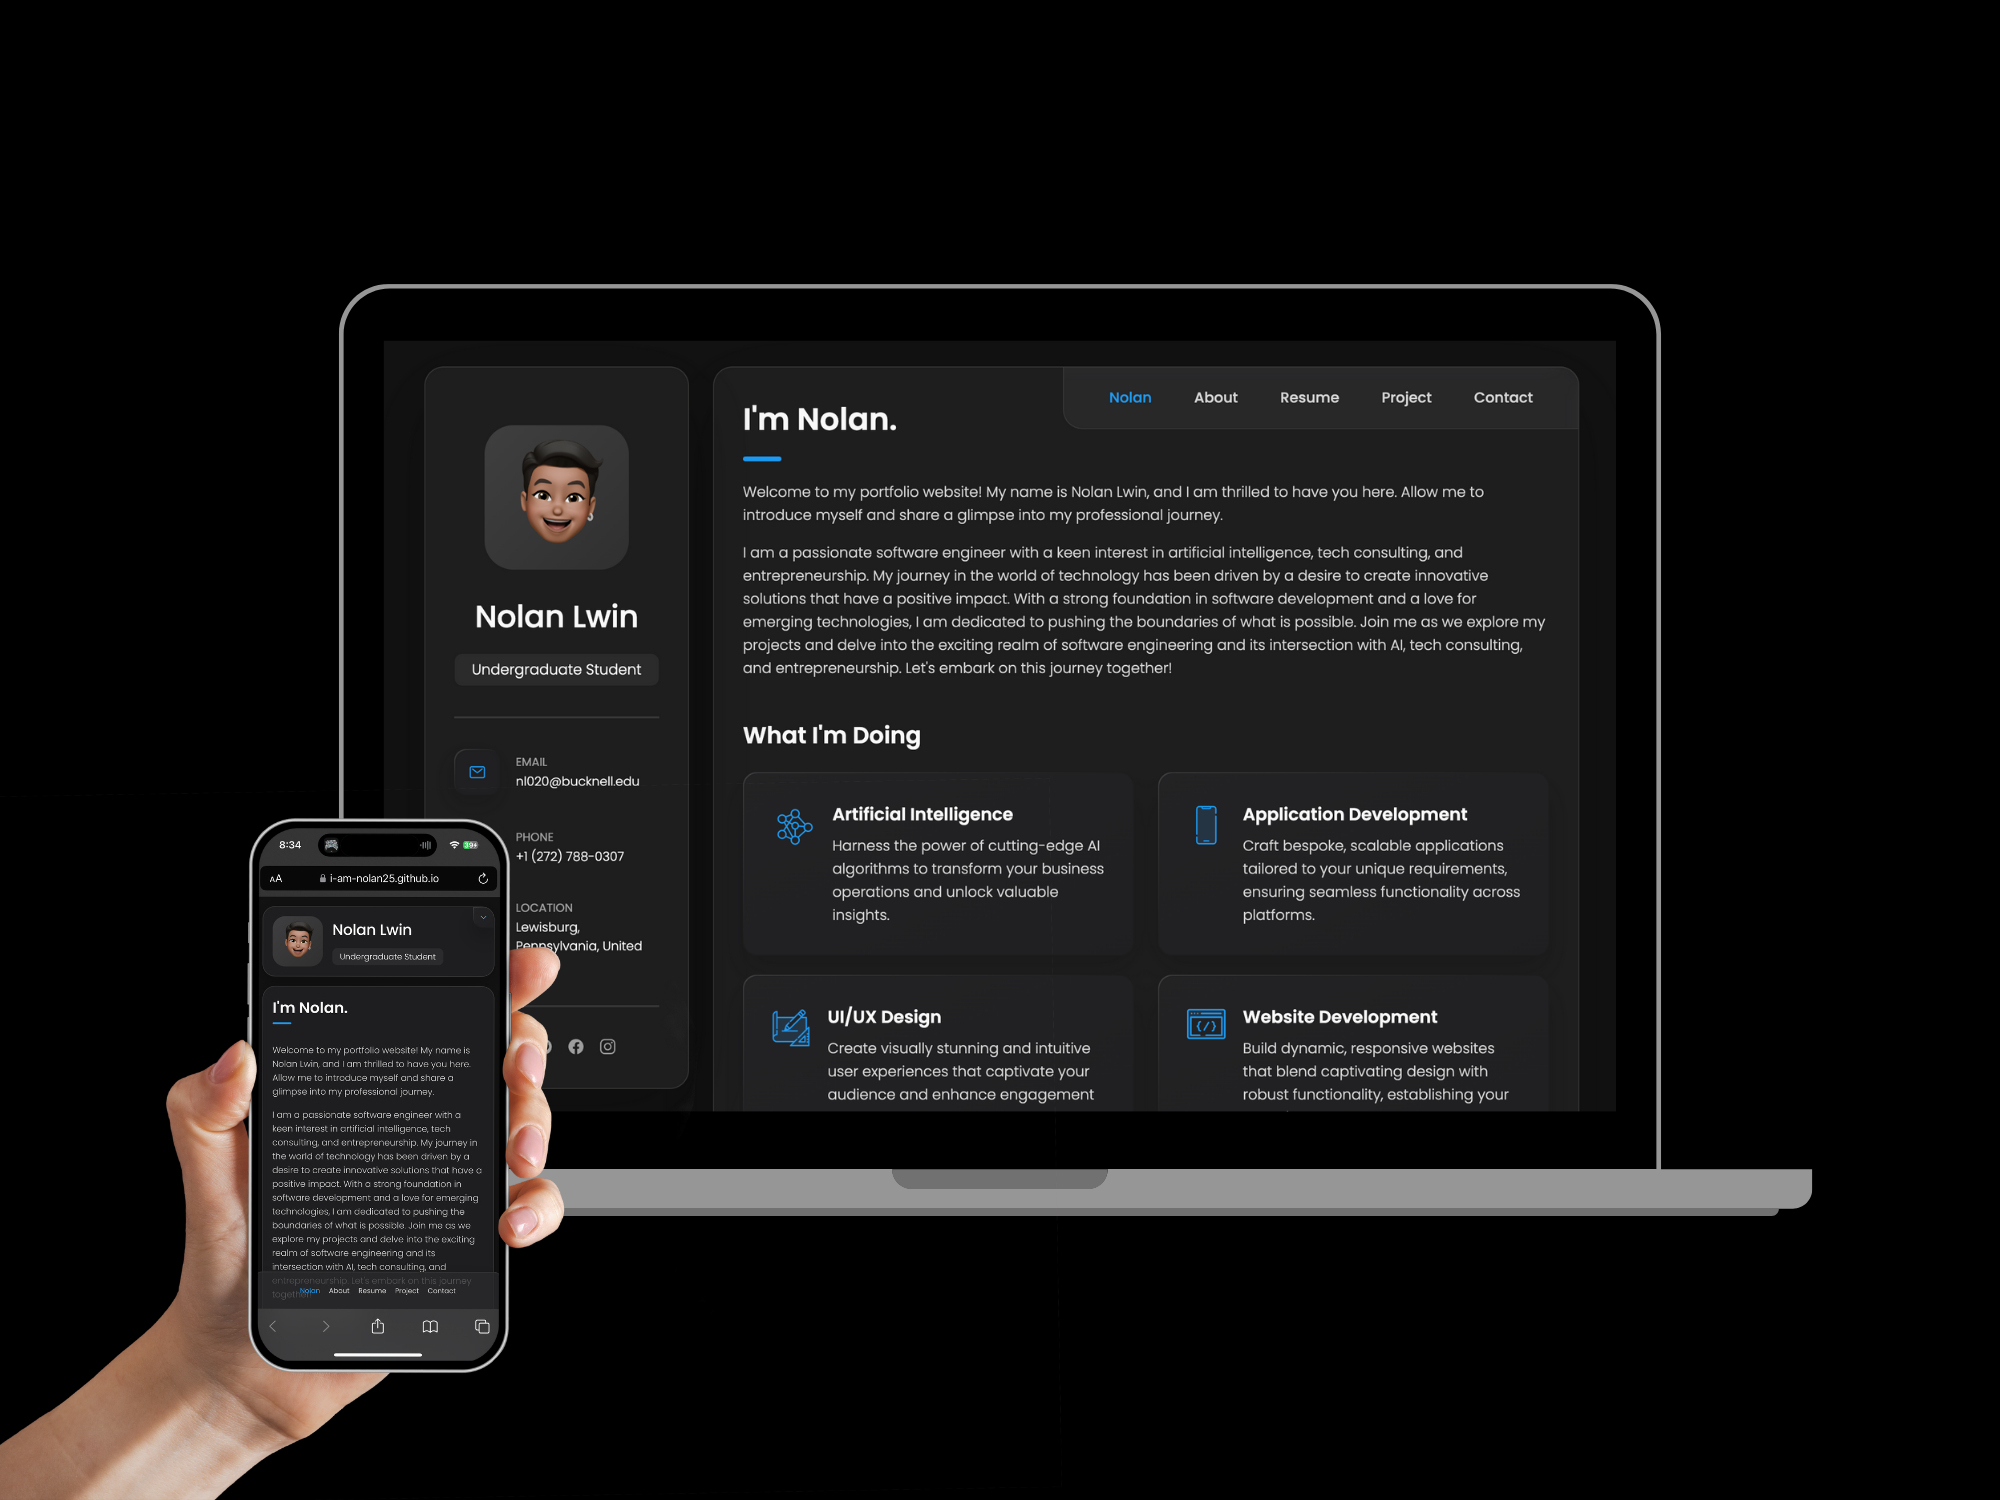 Nolan About Resume Project Contact
I'm Nolan.
Welcome to my portfolio website! My name is Nolan Lwin, and I am thrilled to have you here. Allow me to
introduce myself and share a glimpse into my professional journey.
I am a passionate software engineer with a keen interest in artificial intelligence, tech consulting, and
entrepreneurship. My journey in the world of technology has been driven by a desire to create innovative
solutions that have a positive impact. With a strong foundation in software development and a love for
emerging technologies, I am dedicated to pushing the boundaries of what is possible. Join me as we explore my
projects and delve into the exciting realm of software engineering and its intersection with AI, tech consulting,
and entrepreneurship. Let's embark on this journey together!
Nolan Lwin
Undergraduate Student
EMAIL
nl020@bucknell.edu
PHONE
+1 (272) 788-0307
LOCATION
Lewisburg,
Pennsylvania, United
What I'm Doing
Artificial Intelligence
Harness the power of cutting-edge AI
algorithms to transform your business
operations and unlock valuable
insights.
Application Development
Craft bespoke, scalable applications
tailored to your unique requirements,
ensuring seamless functionality across
platforms.
UI/UX Design
Create visually stunning and intuitive
user experiences that captivate your
audience and enhance engagement
Website Development
Build dynamic, responsive websites
that blend captivating design with
robust functionality, establishing your
8:34
39+
AA i-am-nolan25.github.io
Nolan Lwin
Undergraduate Student
I'm Nolan.
Welcome to my portfolio website! My name is
Nolan Lwin, and I am thrilled to have you here.
Allow me to introduce myself and share a
glimpse into my professional journey.
I am a passionate software engineer with a
keen interest in artificial intelligence, tech
consulting, and entrepreneurship. My journey in
the world of technology has been driven by a
desire to create innovative solutions that have a
positive impact. With a strong foundation in
software development and a love for emerging
technologies, I am dedicated to pushing the
boundaries of what is possible. Join me as we
explore my projects and delve into the exciting
realm of software engineering and its
intersection with AI, tech consulting, and
entrepreneurship. Let's embark on this journey
together!
Nolan About Resume Project Contact